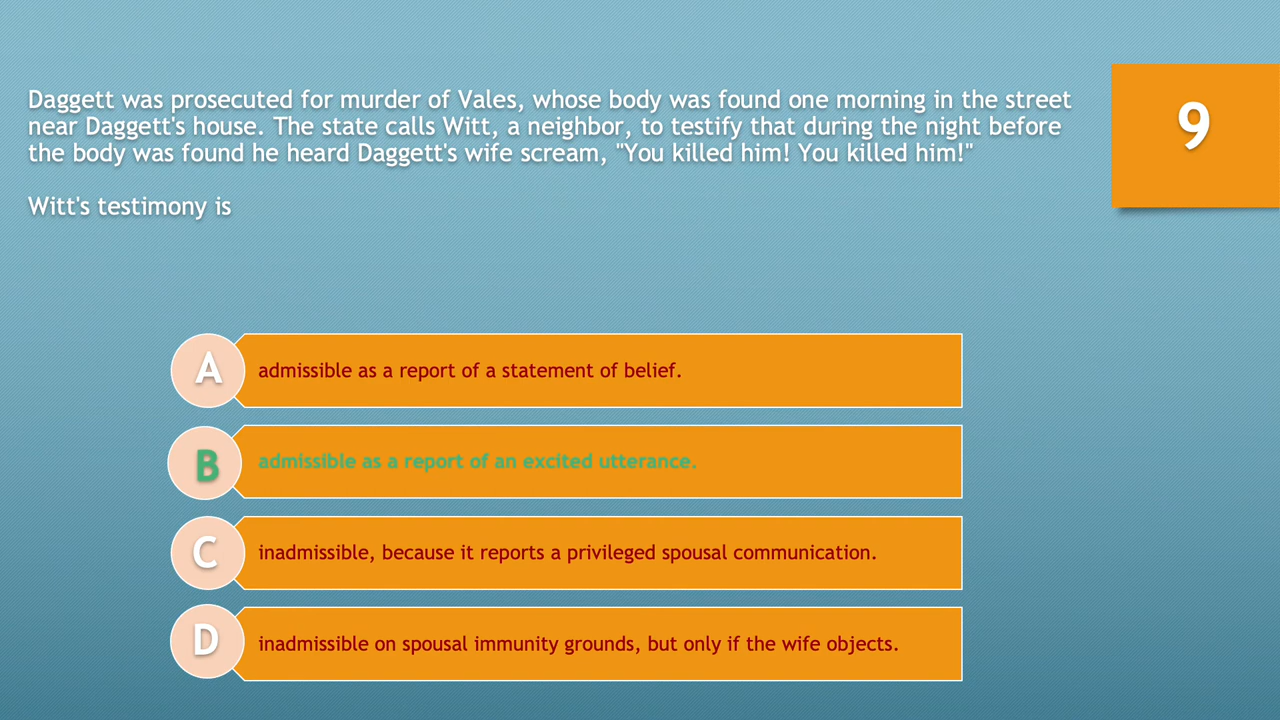 Daggett was prosecuted for murder of Vales, whose body was found one morning in the street
near Daggett's house. The state calls Witt, a neighbor, to testify that during the night before
the body was found he heard Daggett's wife scream, "You killed him! You killed him!"
Witt's testimony is
9
A
admissible as a report of a statement of belief.
B
admissible as a report of an excited utterance.
C
inadmissible, because it reports a privileged spousal communication.
D
inadmissible on spousal immunity grounds, but only if the wife objects.